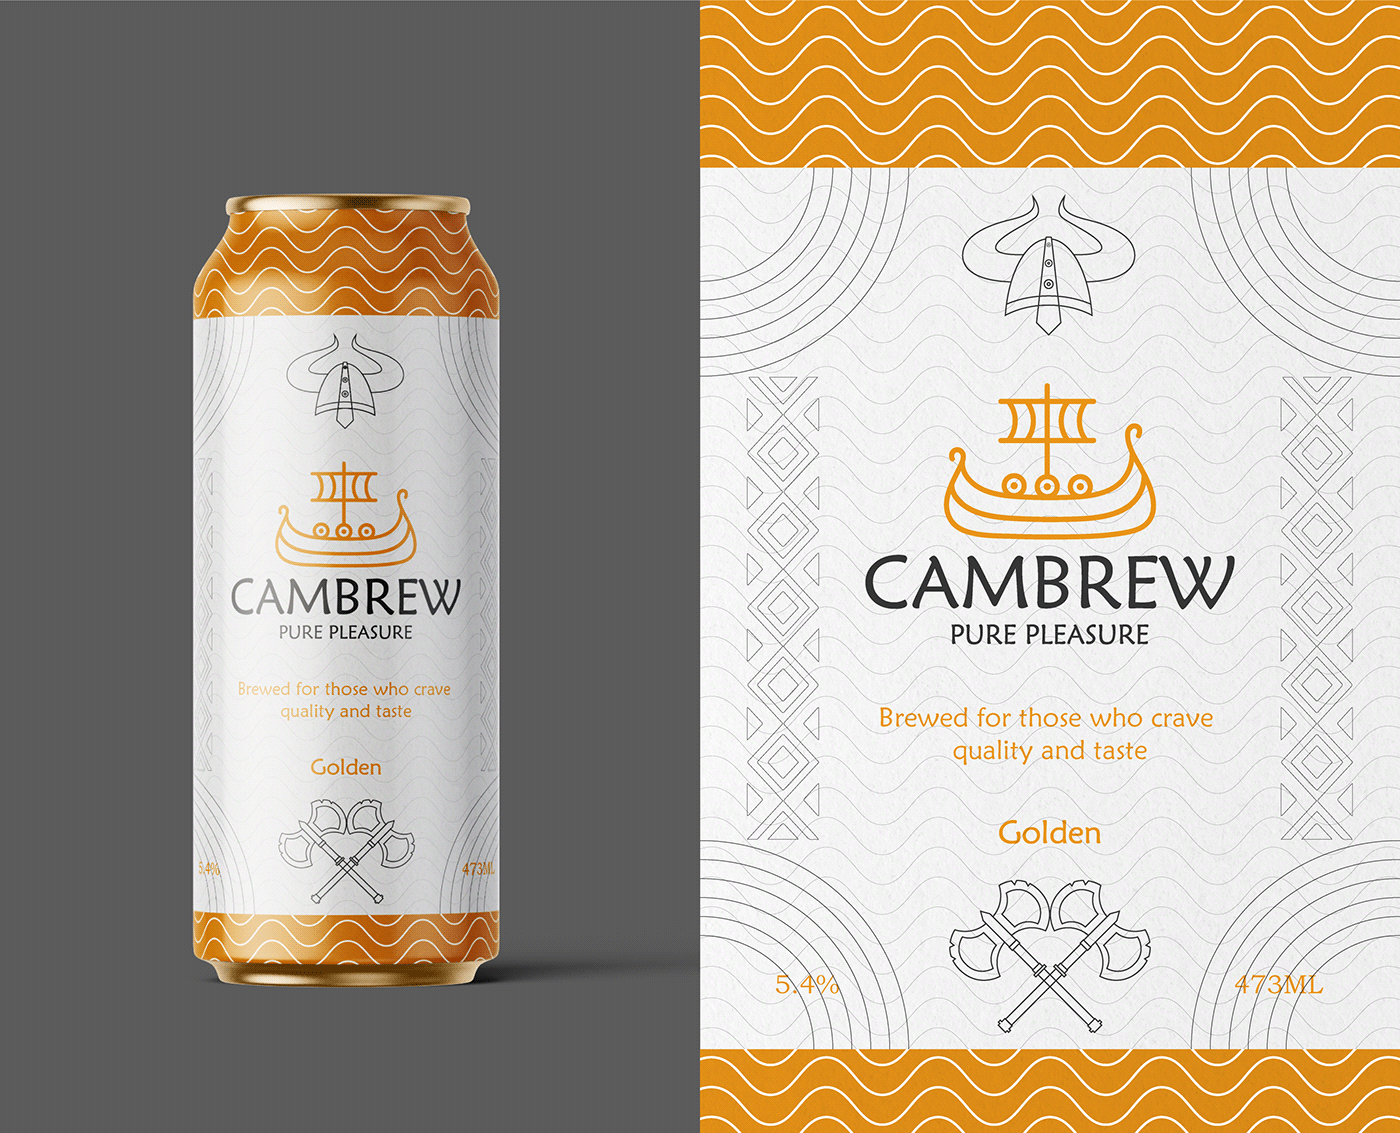 CAMBREW
PURE PLEASURE
Brewed for those who crave
quality and taste
Golden
5.4%
473ML
CAMBREW
PURE PLEASURE
Brewed for those who crave
quality and taste
Golden
5.4%
473ML